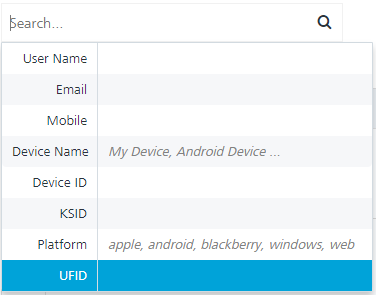 Search...
User Name
Email
Mobile
Device Name My Device, Android Device ...
Device ID
KSID
Platform apple, android, blackberry, windows, web
UFID